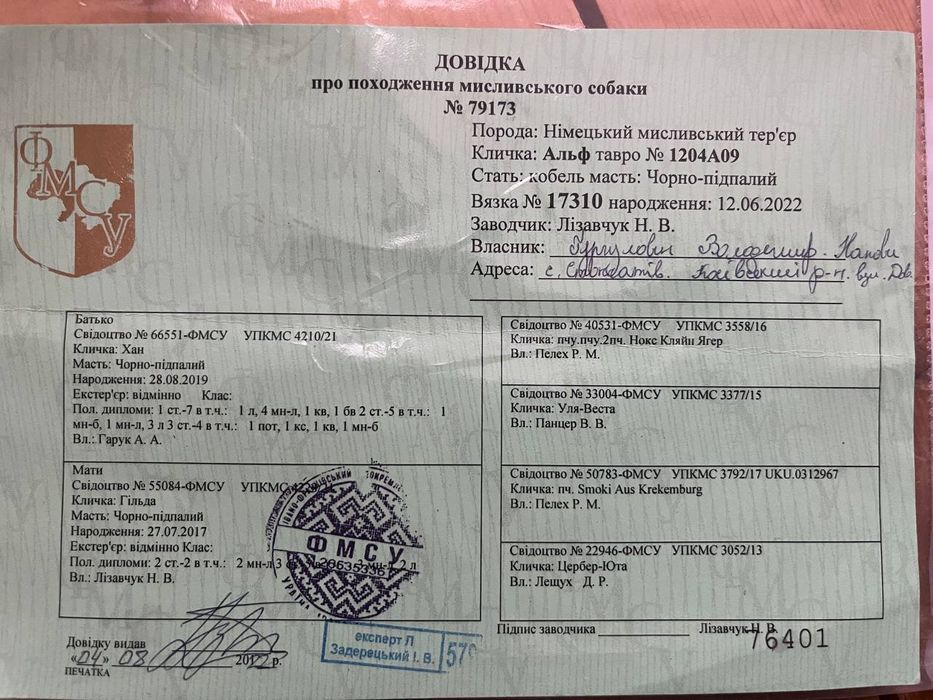 ДОВІДКА
про походження мисливського собаки
№ 79173
ФМСУ
Порода: Німецький мисливський тер'єр
Кличка: Альф тавро № 1204А09
Стать: кобель масть: Чорно-підпалий
Вязка № 17310 народження: 12.06.2022
Заводчик: Лізавчук Н. В.
Власник: Володимир
Адреса: с. р-н. вул.
Батько
Свідоцтво № 66551-ФМСУ УПКМС 4210/21
Кличка: Хан
Масть: Чорно-підпалий
Народження: 28.08.2019
Екстер'єр: відмінно Клас:
Пол. дипломи: 1 ст.-7 в т.ч.: 1 л, 4 мн-л, 1 кв, 1 бв 2 ст.-5 в т.ч.: 1
мн-б, 1 мн-л, 3 л 3 ст.-4 в т.ч.: 1 пот, 1 кс, 1 кв, 1 мн-б
Вл.: Гарук А. А.
Мати
Свідоцтво № 55084-ФМСУ УПКМС
Кличка: Гільда
Масть: Чорно-підпалий
Народження: 27.07.2017
Екстер'єр: відмінно Клас:
Пол. дипломи: 2 ст.-2 в т.ч.: 2 мн-л 3 2 л
Вл.: Лізавчук Н. В.
ФМСУ
Свідоцтво № 40531-ФМСУ УПКМС 3558/16
Кличка: пчу.пчу.2пч. Нокс Кляйн Ягер
Вл.: Пелех Р. М.
Свідоцтво № 33004-ФМСУ УПКМС 3377/15
Кличка: Уля-Веста
Вл.: Панцер В. В.
Свідоцтво № 50783-ФМСУ УПКМС 3792/17 UKU.0312967
Кличка: пч. Smoki Aus Krekemburg
Вл.: Пелех Р. М.
Свідоцтво № 22946-ФМСУ УПКМС 3052/13
Кличка: Цербер-Юта
Вл.: Лещух Д. Р.
Довідку видав
«04» 08 2022 р.
ПЕЧАТКА
експерт Л
Задерецький І. В.
Підпис заводчика Лізавчук Н. В.
76401